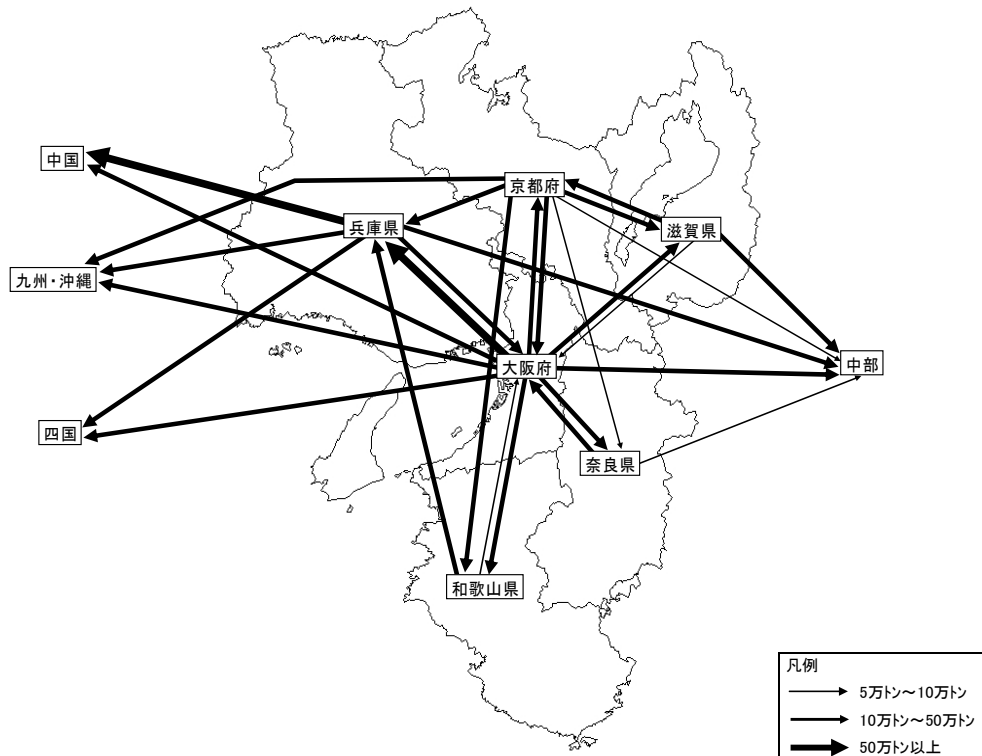 中国
京都府
兵庫県
滋賀県
九州・沖縄
大阪府
中部
四国
奈良県
和歌山県
凡例
5万トン～10万トン
10万トン～50万トン
50万トン以上